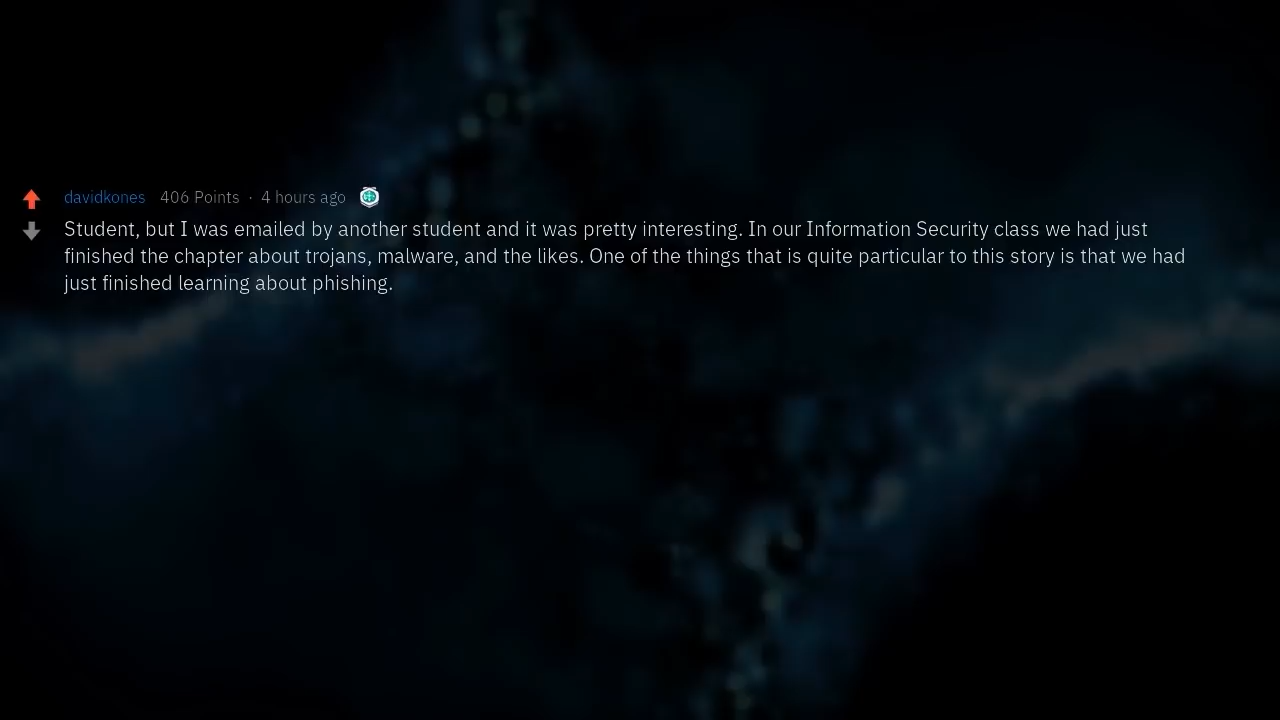 davidkones 406 Points · 4 hours ago
Student, but I was emailed by another student and it was pretty interesting. In our Information Security class we had just
finished the chapter about trojans, malware, and the likes. One of the things that is quite particular to this story is that we had
just finished learning about phishing.